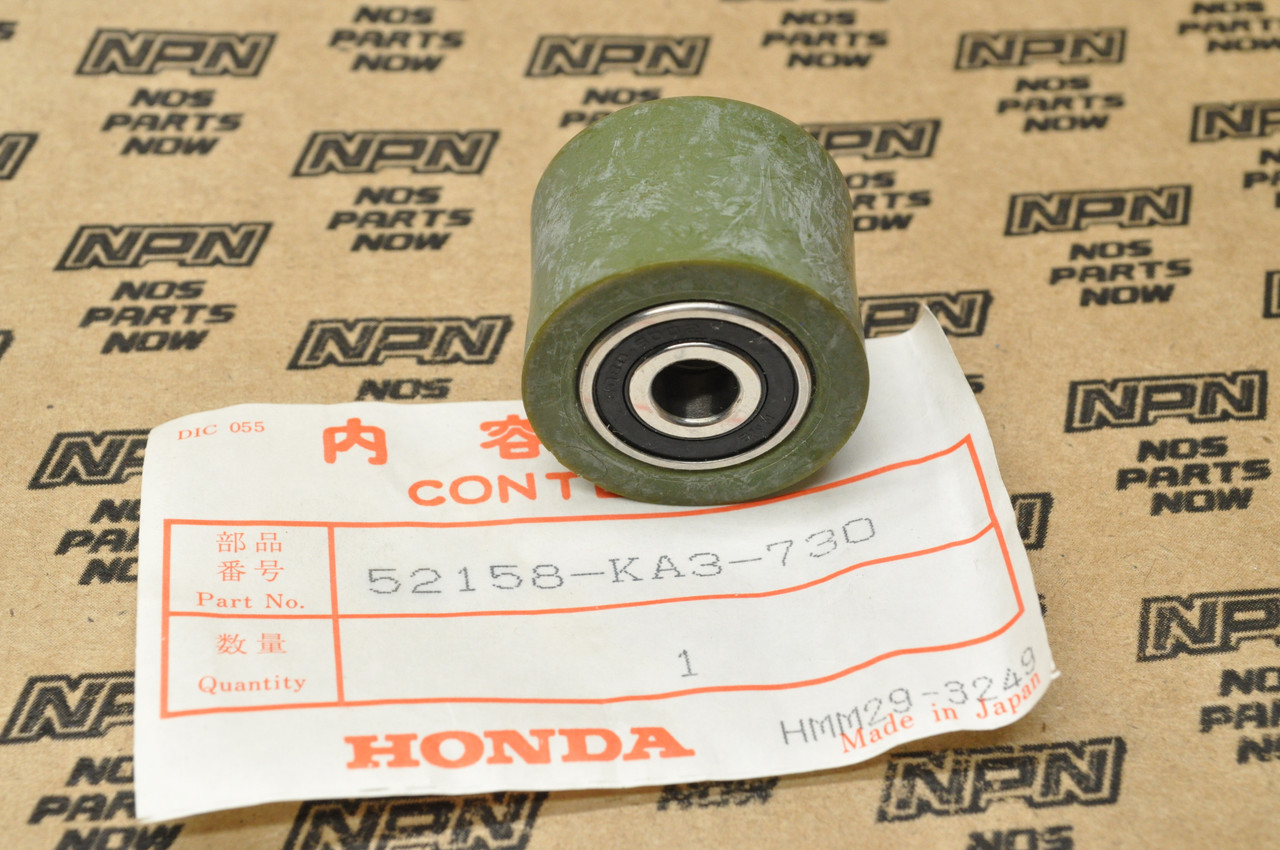 NPN
NOS
PARTS
NOW
DIC 055
内 容
CONTE
部品
番号
Part No.
52158-KA3-730
数量
Quantity
1
HONDA
HMM29-3249
Made in Japan